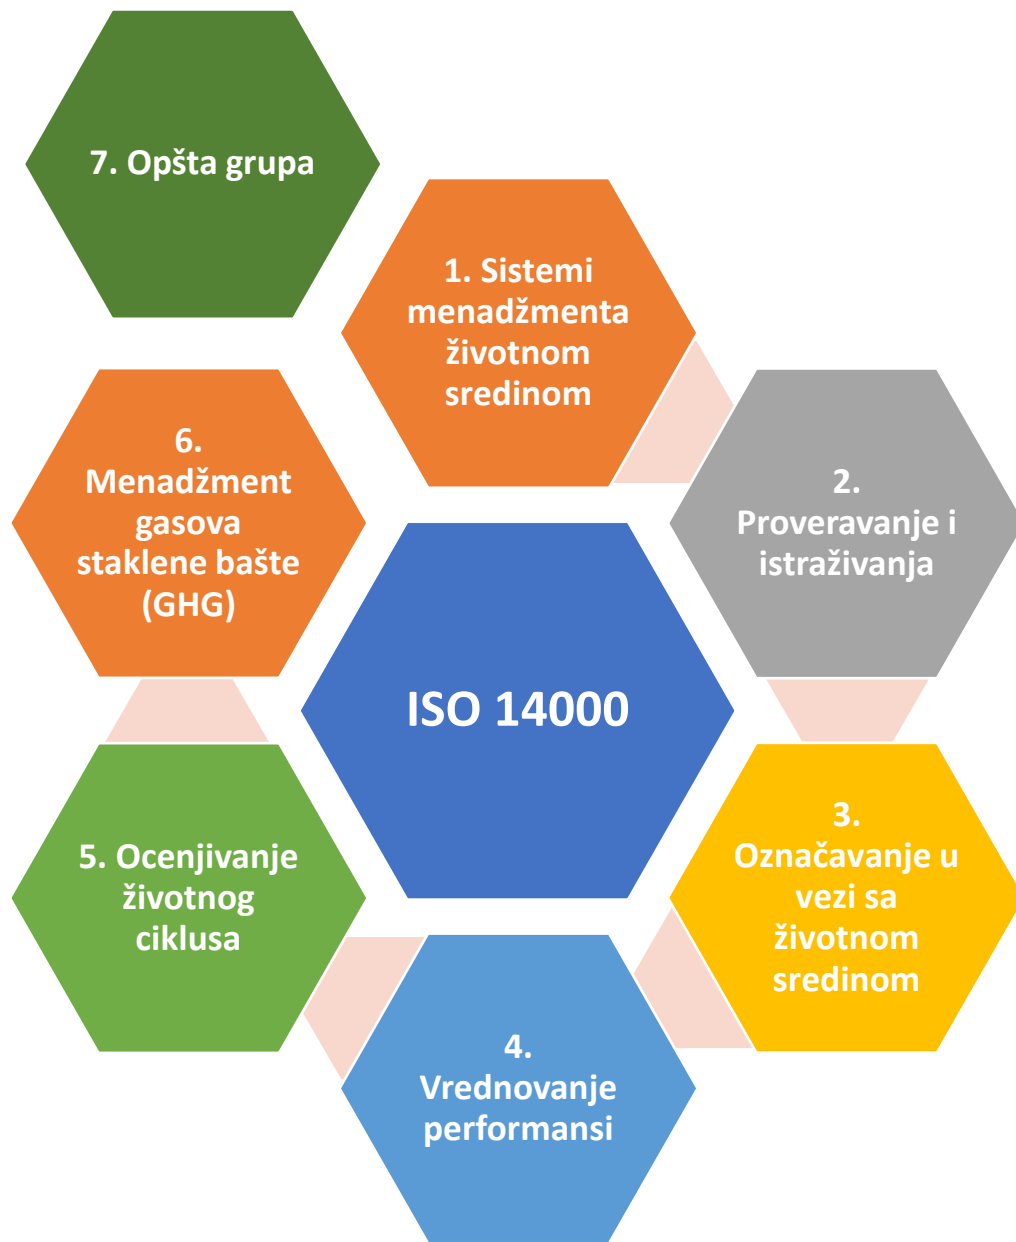 7. Opšta grupa
1. Sistemi
menadžmenta
životnom
sredinom
2.
Proveravanje i
istraživanja
3.
Označavanje u
vezi sa
životnom
sredinom
4.
Vrednovanje
performansi
5. Ocenjivanje
životnog
ciklusa
6.
Menadžment
gasova
staklene bašte
(GHG)
ISO 14000